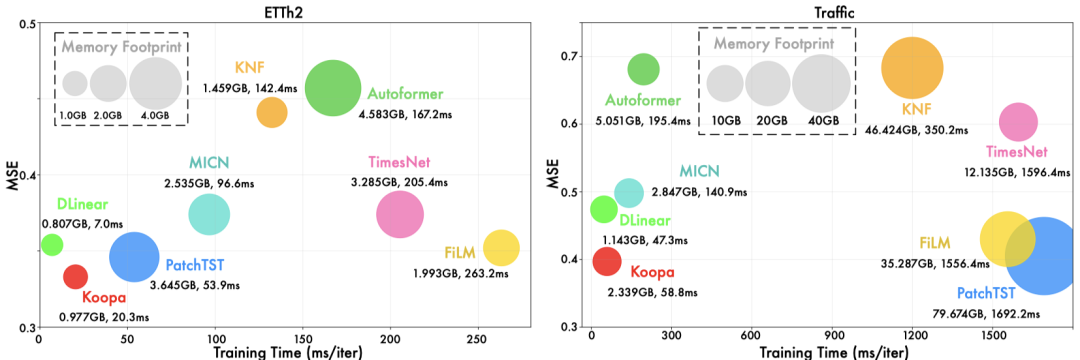 ETTh2
MSE
0.5
0.4
0.3
Memory Footprint
1.0GB 2.0GB 4.0GB
KNF
1.459GB, 142.4ms
Autoformer
4.583GB, 167.2ms
MICN
2.535GB, 96.6ms
TimesNet
3.285GB, 205.4ms
DLinear
0.807GB, 7.0ms
PatchTST
3.645GB, 53.9ms
FiLM
1.993GB, 263.2ms
Koopa
0.977GB, 20.3ms
0 50 100 150 200 250
Training Time (ms/iter)
Traffic
MSE
0.7
0.6
0.5
0.4
0.3
Memory Footprint
10GB 20GB 40GB
Autoformer
5.051GB, 195.4ms
KNF
46.424GB, 350.2ms
TimesNet
12.135GB, 1596.4ms
MICN
2.847GB, 140.9ms
DLinear
1.143GB, 47.3ms
FiLM
35.287GB, 1556.4ms
Koopa
2.339GB, 58.8ms
PatchTST
79.674GB, 1692.2ms
0 300 600 900 1200 1500
Training Time (ms/iter)